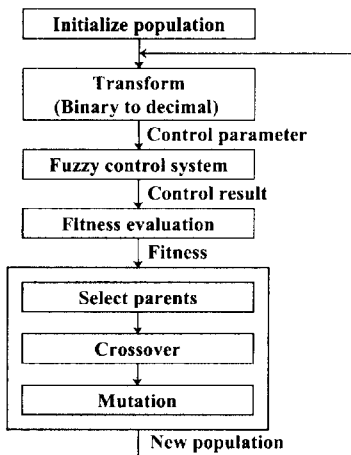 Initialize population
Transform
(Binary to decimal)
Control parameter
Fuzzy control system
Control result
Fitness evaluation
Fitness
Select parents
Crossover
Mutation
New population